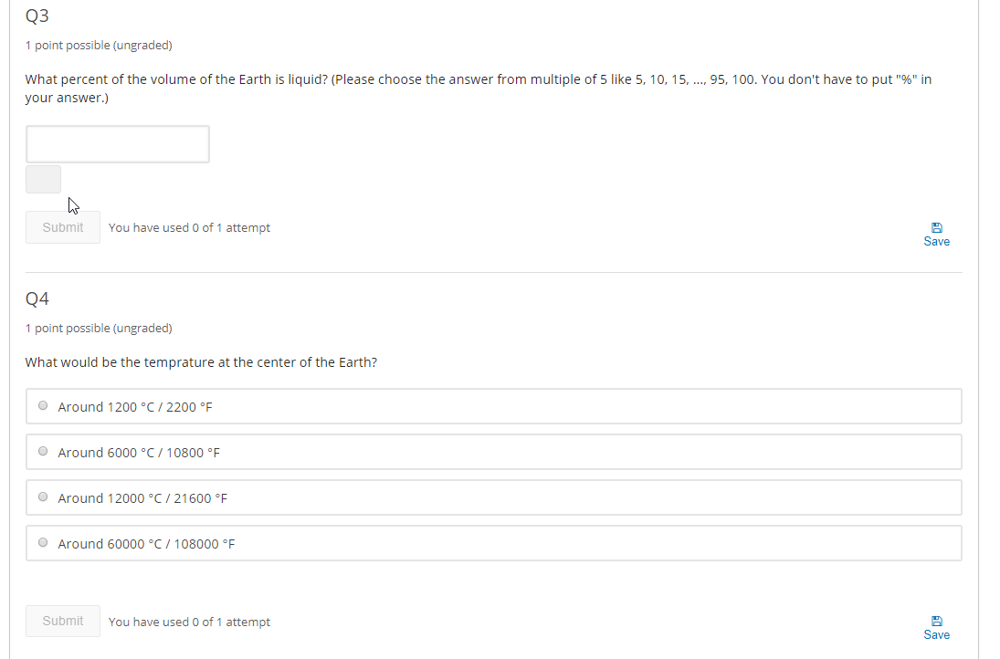 Q3
1 point possible (ungraded)
What percent of the volume of the Earth is liquid? (Please choose the answer from multiple of 5 like 5, 10, 15, ..., 95, 100. You don't have to put "%" in
your answer.)
Submit
You have used 0 of 1 attempt
Save
Q4
1 point possible (ungraded)
What would be the temprature at the center of the Earth?
Around 1200 °C / 2200 °F
Around 6000 °C / 10800 °F
Around 12000 °C / 21600 °F
Around 60000 °C / 108000 °F
Submit
You have used 0 of 1 attempt
Save